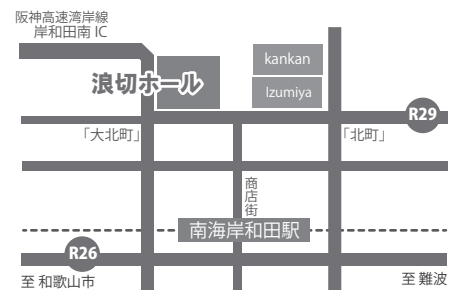 阪神高速湾岸線
岸和田南 IC
kankan
浪切ホール
Izumiya
R29
「大北町」
「北町」
商店街
南海岸和田駅
R26
至 和歌山市
至 難波